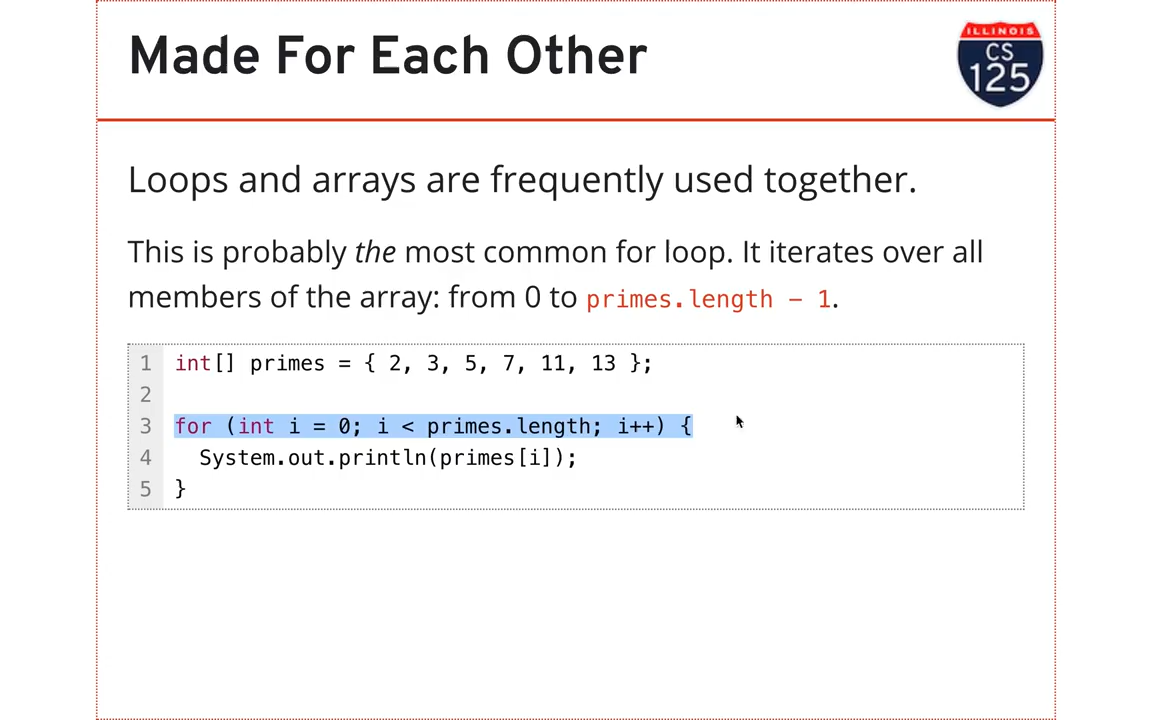 Made For Each Other
ILLINOIS
CS
125
Loops and arrays are frequently used together.
This is probably the most common for loop. It iterates over all
members of the array: from 0 to primes.length - 1.
1 int[] primes = { 2, 3, 5, 7, 11, 13 };
2
3 for (int i = 0; i < primes.length; i++) {
4   System.out.println(primes[i]);
5 }